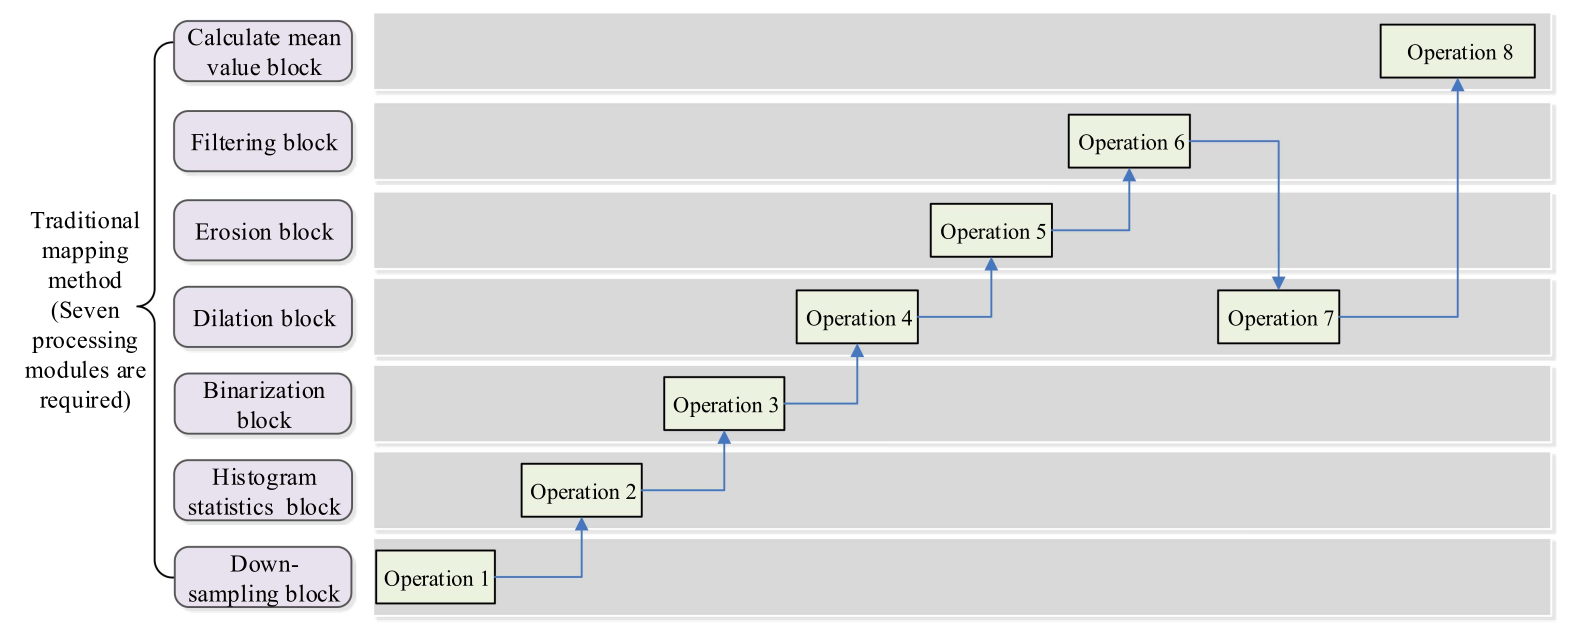 Traditional
mapping
method
(Seven
processing
modules are
required)
Calculate mean
value block
Operation 8
Filtering block
Operation 6
Erosion block
Operation 5
Dilation block
Operation 4
Operation 7
Binarization
block
Operation 3
Histogram
statistics block
Operation 2
Down-
sampling block
Operation 1